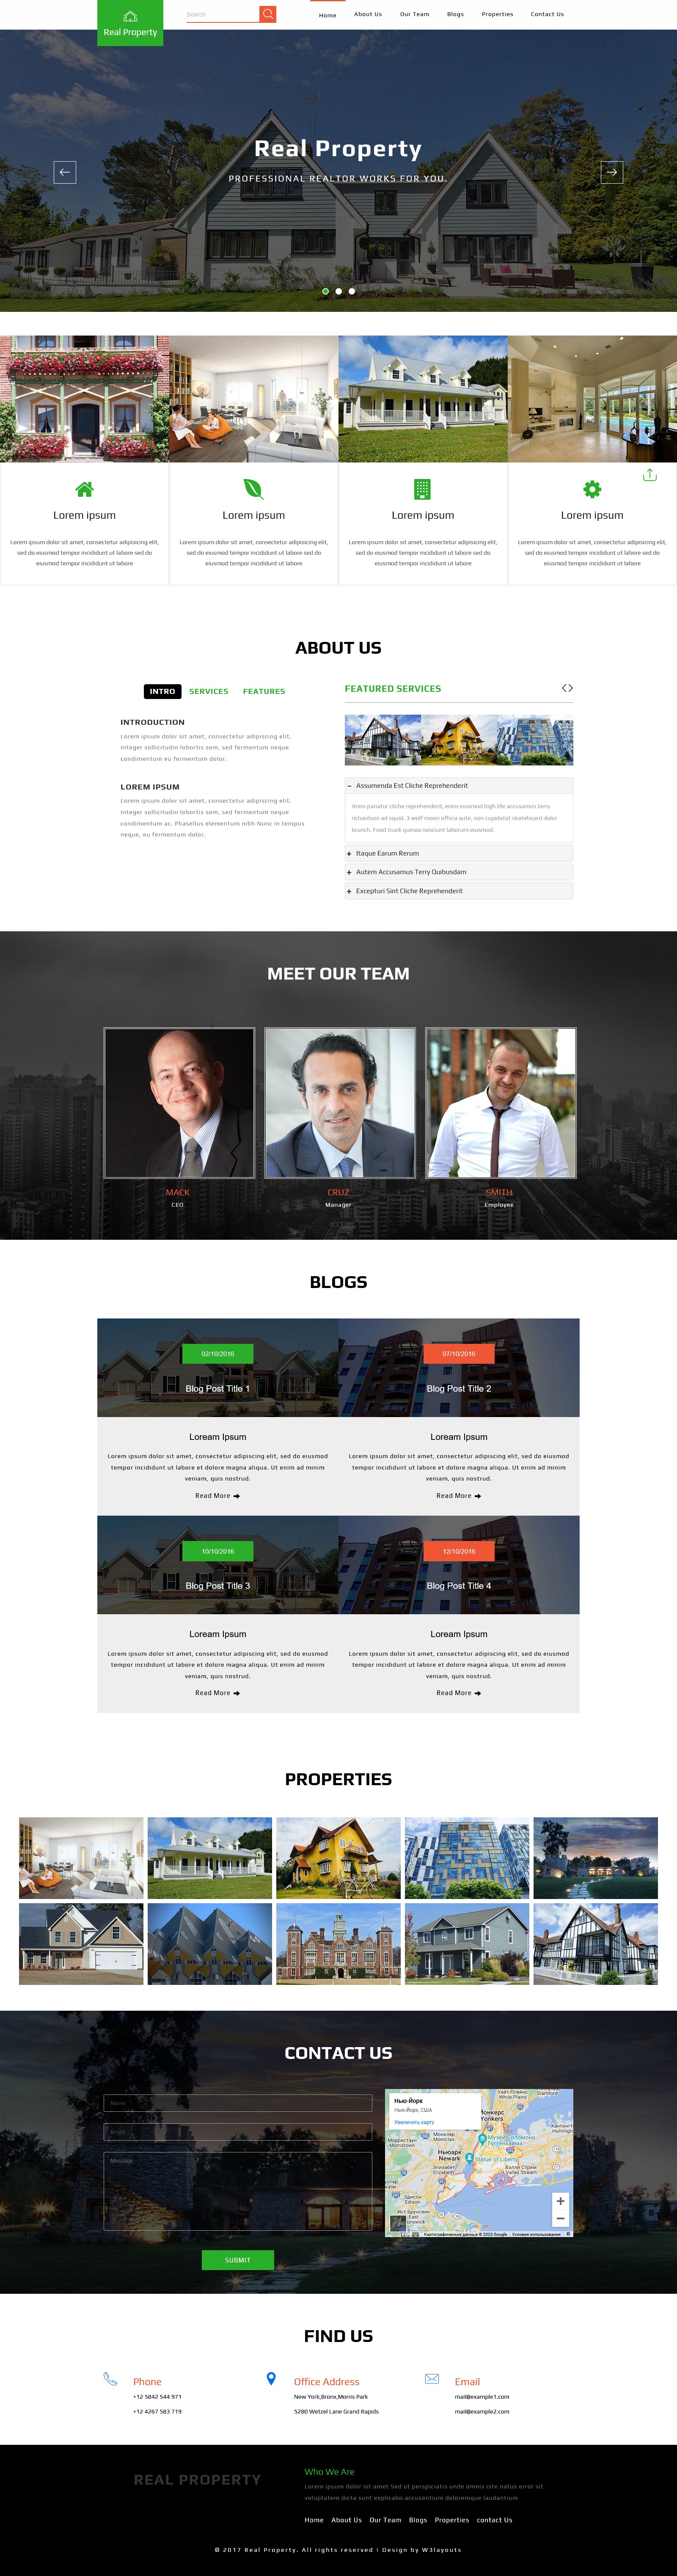 Real Property
Search
Home About Us Our Team Blogs Properties Contact Us
Real Property
PROFESSIONAL REALTOR WORKS FOR YOU.
Lorem ipsum
Lorem ipsum dolor sit amet, consectetur adipisicing elit,
sed do eiusmod tempor incididunt ut labore sed do
eiusmod tempor incididunt ut labore
Lorem ipsum
Lorem ipsum dolor sit amet, consectetur adipisicing elit,
sed do eiusmod tempor incididunt ut labore sed do
eiusmod tempor incididunt ut labore
Lorem ipsum
Lorem ipsum dolor sit amet, consectetur adipisicing elit,
sed do eiusmod tempor incididunt ut labore sed do
eiusmod tempor incididunt ut labore
Lorem ipsum
Lorem ipsum dolor sit amet, consectetur adipisicing elit,
sed do eiusmod tempor incididunt ut labore sed do
eiusmod tempor incididunt ut labore
ABOUT US
INTRO SERVICES FEATURES
INTRODUCTION
Lorem ipsum dolor sit amet, consectetur adipiscing elit.
Integer sollicitudin lobortis sem, sed fermentum neque
condimentum eu fermentum dolor.
LOREM IPSUM
Lorem ipsum dolor sit amet, consectetur adipiscing elit.
Integer sollicitudin lobortis sem, sed fermentum neque
condimentum ac. Phasellus elementum nibh Nunc in tempus
neque, eu fermentum dolor.
FEATURED SERVICES
Assumenda Est Cliche Reprehenderit
Anim pariatur cliche reprehenderit, enim eiusmod high life accusamus terry
richardson ad squid. 3 wolf moon officia aute, non cupidatat skateboard dolor
brunch. Food truck quinoa nesciunt laborum eiusmod.
Itaque Earum Rerum
Autem Accusamus Terry Quibusdam
Excepturi Sint Cliche Reprehenderit
MEET OUR TEAM
MACK
CEO
CRUZ
Manager
SMITH
Employee
BLOGS
02/10/2016
Blog Post Title 1
Loream Ipsum
Lorem ipsum dolor sit amet, consectetur adipiscing elit, sed do eiusmod
tempor incididunt ut labore et dolore magna aliqua. Ut enim ad minim
veniam, quis nostrud.
Read More
07/10/2016
Blog Post Title 2
Loream Ipsum
Lorem ipsum dolor sit amet, consectetur adipiscing elit, sed do eiusmod
tempor incididunt ut labore et dolore magna aliqua. Ut enim ad minim
veniam, quis nostrud.
Read More
10/10/2016
Blog Post Title 3
Loream Ipsum
Lorem ipsum dolor sit amet, consectetur adipiscing elit, sed do eiusmod
tempor incididunt ut labore et dolore magna aliqua. Ut enim ad minim
veniam, quis nostrud.
Read More
12/10/2016
Blog Post Title 4
Loream Ipsum
Lorem ipsum dolor sit amet, consectetur adipiscing elit, sed do eiusmod
tempor incididunt ut labore et dolore magna aliqua. Ut enim ad minim
veniam, quis nostrud.
Read More
PROPERTIES
CONTACT US
Name
Message
SUBMIT
Нью-Йорк
Нью-Йорк, США
Увеличить карту
Йонкерс
Yonkers
Музей Соломона
Гуггенхайма
Ньюарк
Newark
Statue of Liberty
Элизабет
Elizabeth
Валли Стрим
Valley Stream
Google
Картографические данные © 2023 Google Условия использования
FIND US
Phone
+12 5842 544 971
+12 4267 583 719
Office Address
New York,Bronx,Morris Park
5280 Wetzel Lane Grand Rapids
Email
mail@example1.com
mail@example2.com
REAL PROPERTY
Who We Are
Lorem ipsum dolor sit amet Sed ut perspiciatis unde omnis iste natus error sit
voluptatem dicta sunt explicabo,accusantium doloremque laudantium
Home About Us Our Team Blogs Properties contact Us
© 2017 Real Property. All rights reserved | Design by W3layouts